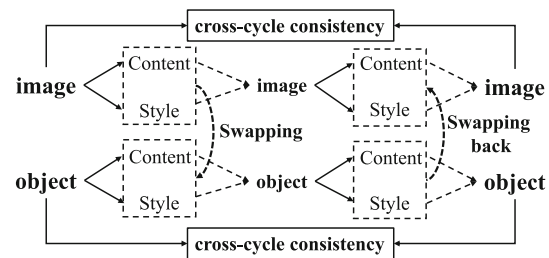 cross-cycle consistency
Content
Content
image
image
image
Style
Style
Swapping
Swapping
back
Content
Content
object
object
object
Style
Style
cross-cycle consistency